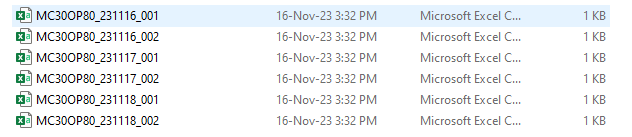 MC30OP80_231116_001 16-Nov-23 3:32 PM Microsoft Excel C... 1 KB
MC30OP80_231116_002 16-Nov-23 3:32 PM Microsoft Excel C... 1 KB
MC30OP80_231117_001 16-Nov-23 3:32 PM Microsoft Excel C... 1 KB
MC30OP80_231117_002 16-Nov-23 3:32 PM Microsoft Excel C... 1 KB
MC30OP80_231118_001 16-Nov-23 3:32 PM Microsoft Excel C... 1 KB
MC30OP80_231118_002 16-Nov-23 3:32 PM Microsoft Excel C... 1 KB